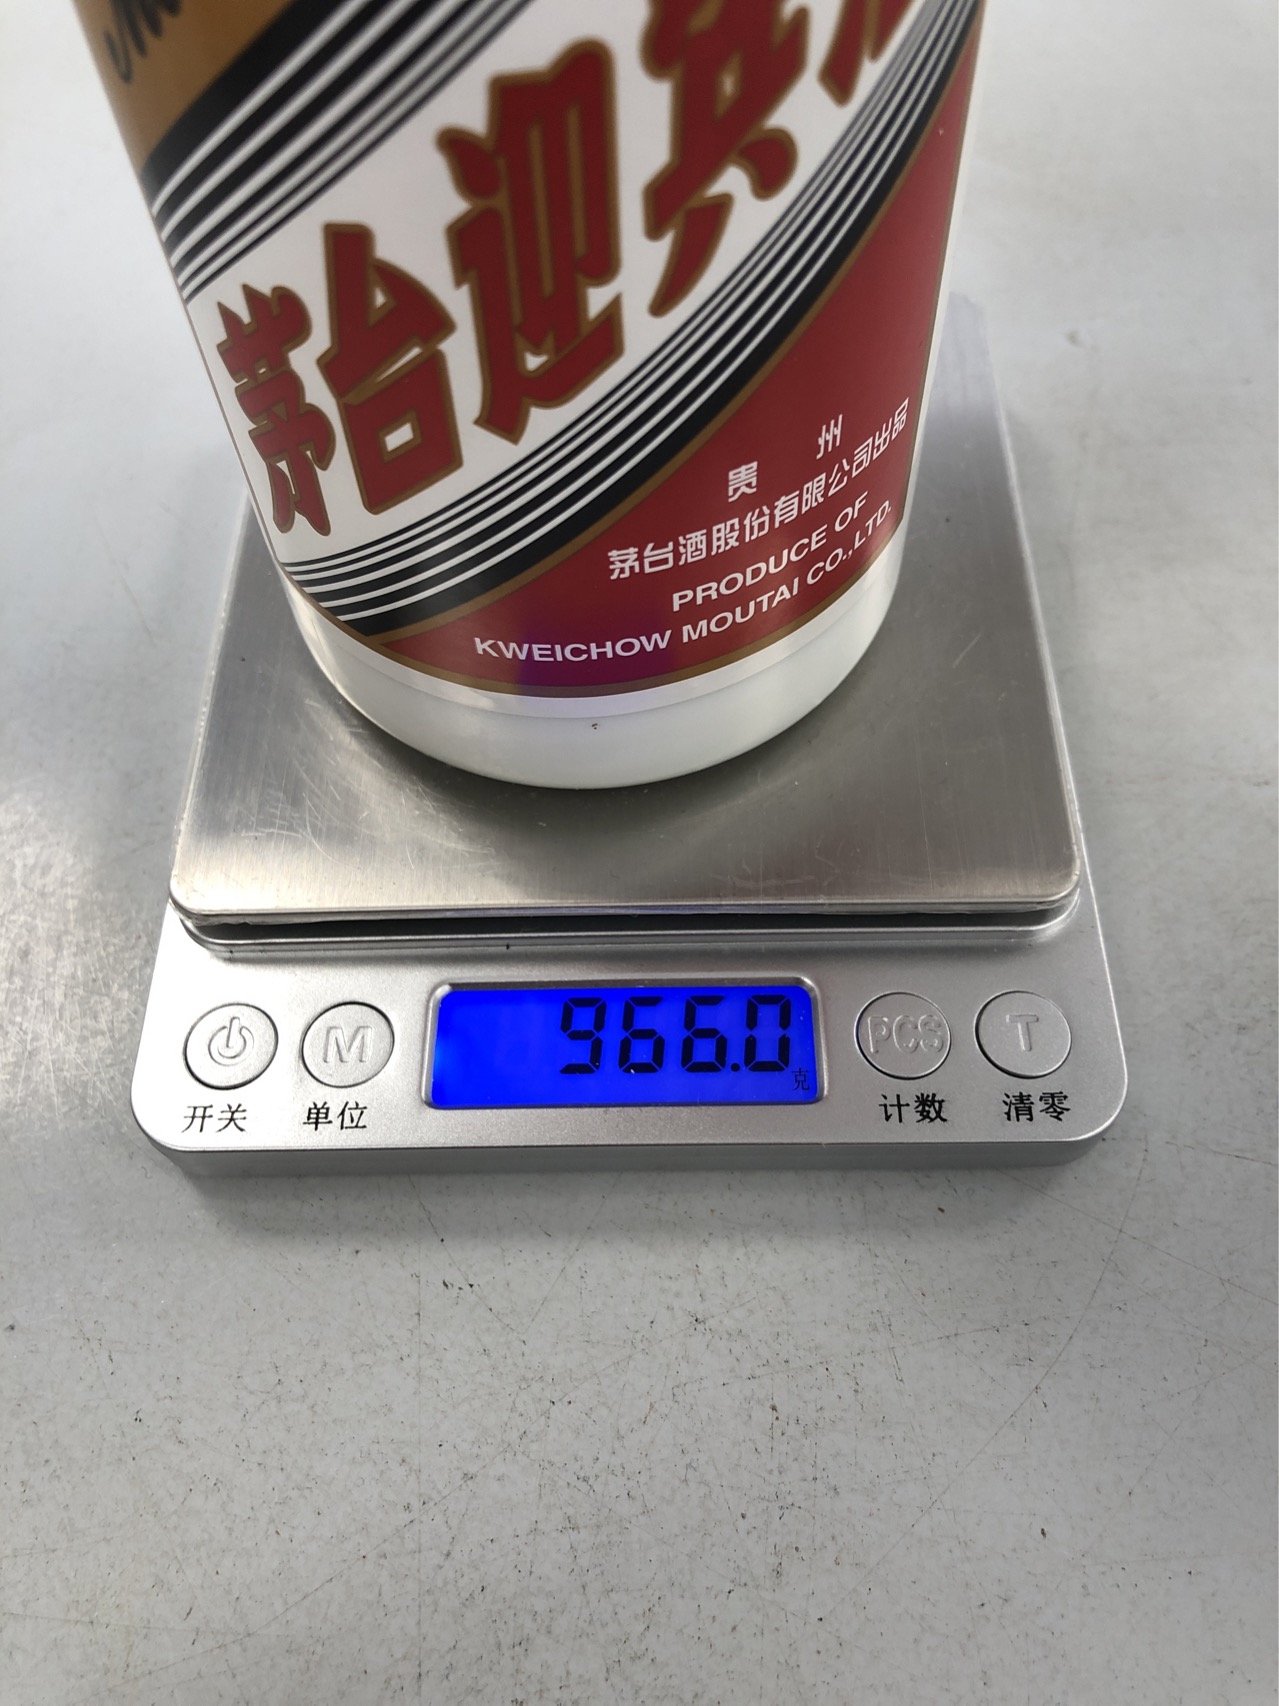 茅台迎宾
贵 州
茅台酒股份有限公司出品
PRODUCE OF
KWEICHOW MOUTAI CO.,LTD.
966.0
克
M
PCS
T
开关
单位
计数
清零